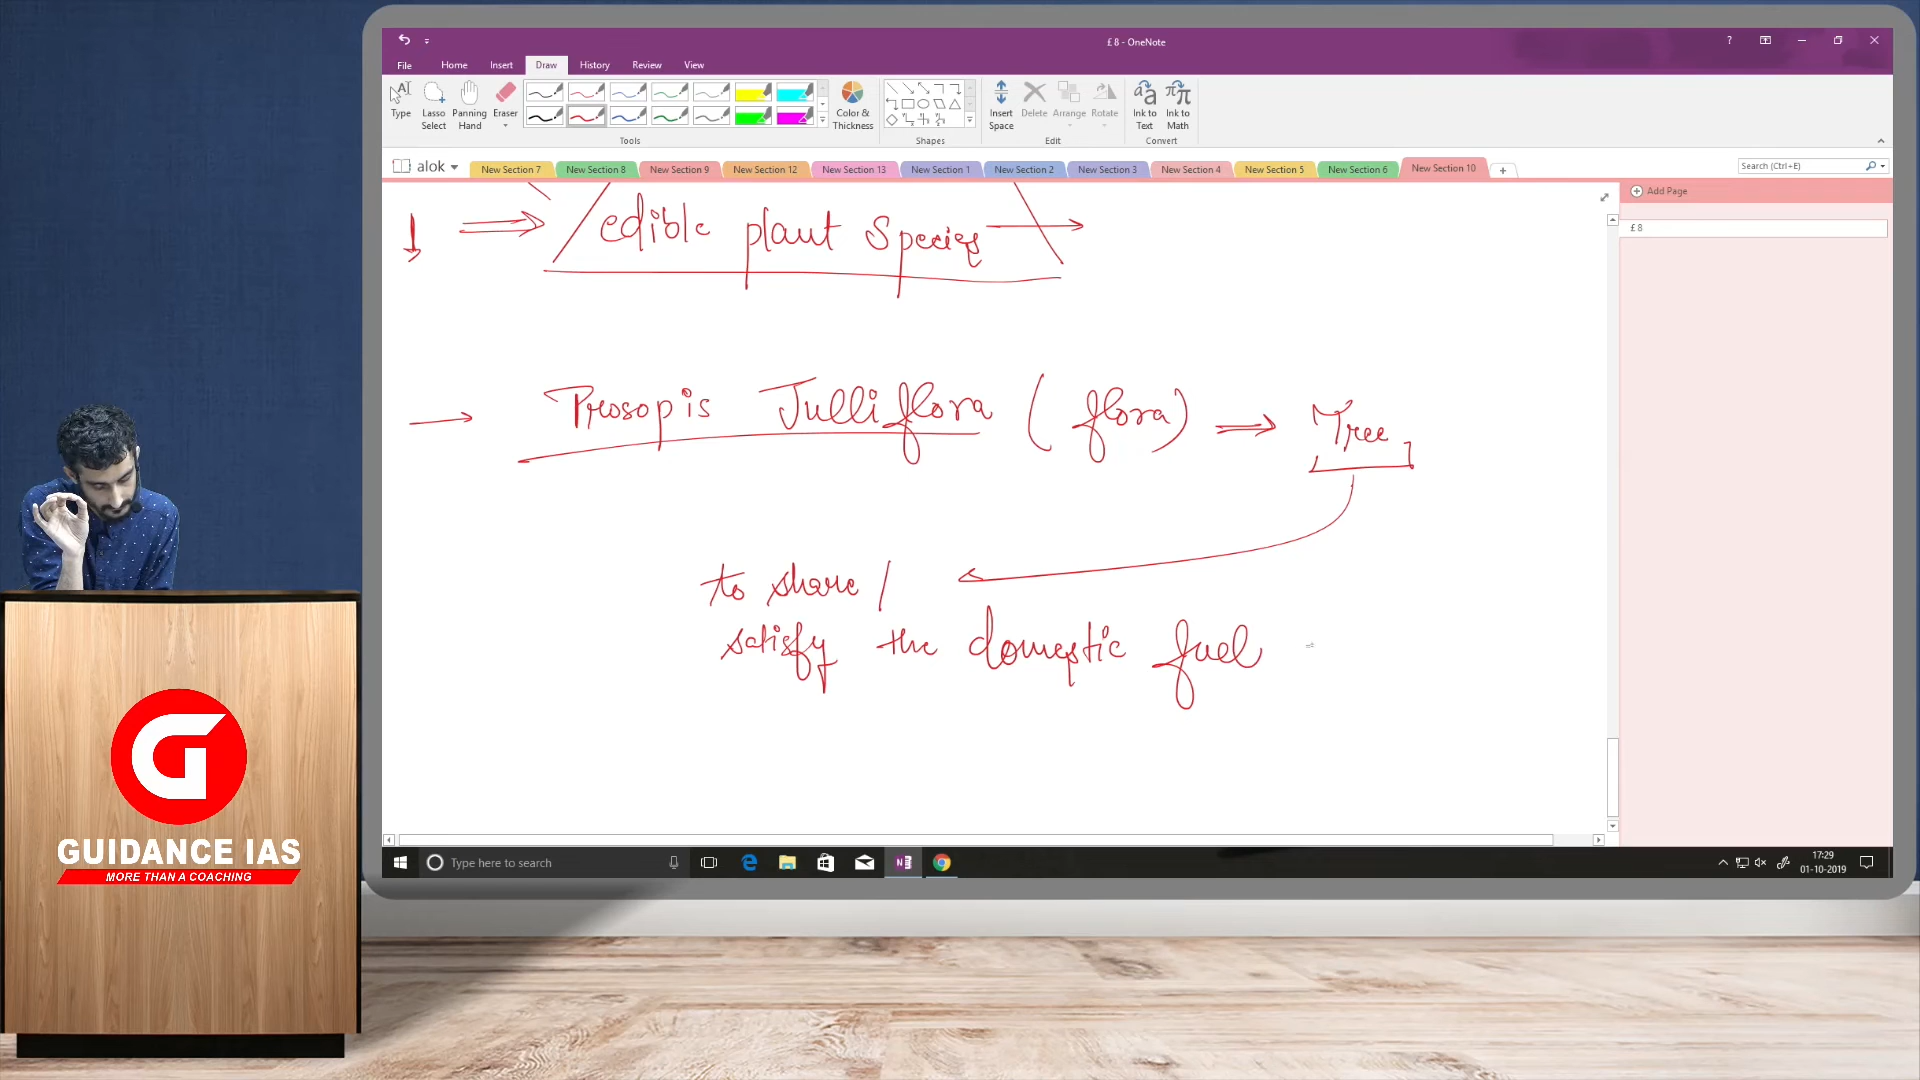 £ 8 - OneNote
?
File Home Insert Draw History Review View
Type
Lasso Select
Panning Hand
Eraser
Color & Thickness
Insert Space
Delete
Arrange
Rotate
Ink to Text
Ink to Math
Tools
Shapes
Edit
Convert
alok
New Section 7
New Section 8
New Section 9
New Section 12
New Section 13
New Section 1
New Section 2
New Section 3
New Section 4
New Section 5
New Section 6
New Section 10
Search (Ctrl+E)
Add Page
£ 8
edible plant Species
Prosopis Julliflora (flora) ⇒ Tree
to share /
satisfy the domestic fuel
G
GUIDANCE IAS
MORE THAN A COACHING
Type here to search
17:29
01-10-2019